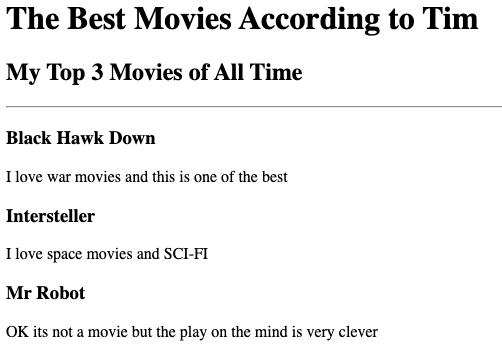 The Best Movies According to Tim
My Top 3 Movies of All Time
Black Hawk Down
I love war movies and this is one of the best
Intersteller
I love space movies and SCI-FI
Mr Robot
OK its not a movie but the play on the mind is very clever